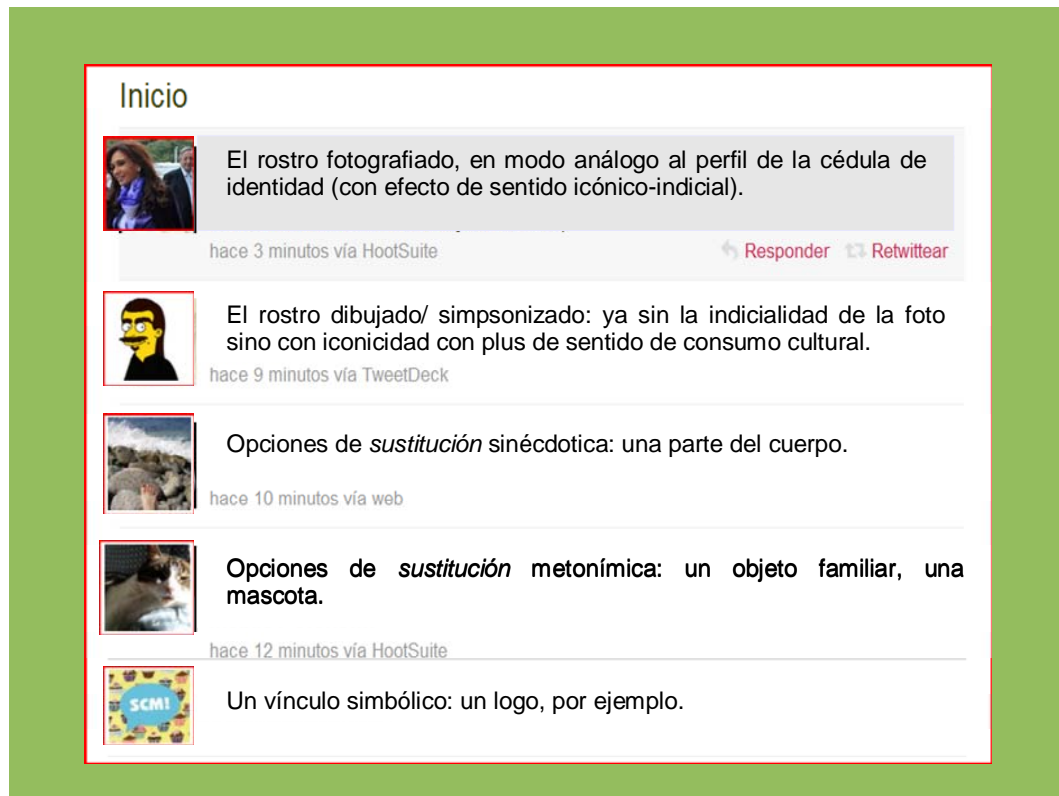 Inicio
El rostro fotografiado, en modo análogo al perfil de la cédula de
identidad (con efecto de sentido icónico-indicial).
hace 3 minutos vía HootSuite
Responder
Retwittear
El rostro dibujado/ simpsonizado: ya sin la indicialidad de la foto
sino con iconicidad con plus de sentido de consumo cultural.
hace 9 minutos vía TweetDeck
Opciones de sustitución sinécdotica: una parte del cuerpo.
hace 10 minutos vía web
Opciones de sustitución metonímica: un objeto familiar, una
mascota.
hace 12 minutos vía HootSuite
SCM!
Un vínculo simbólico: un logo, por ejemplo.